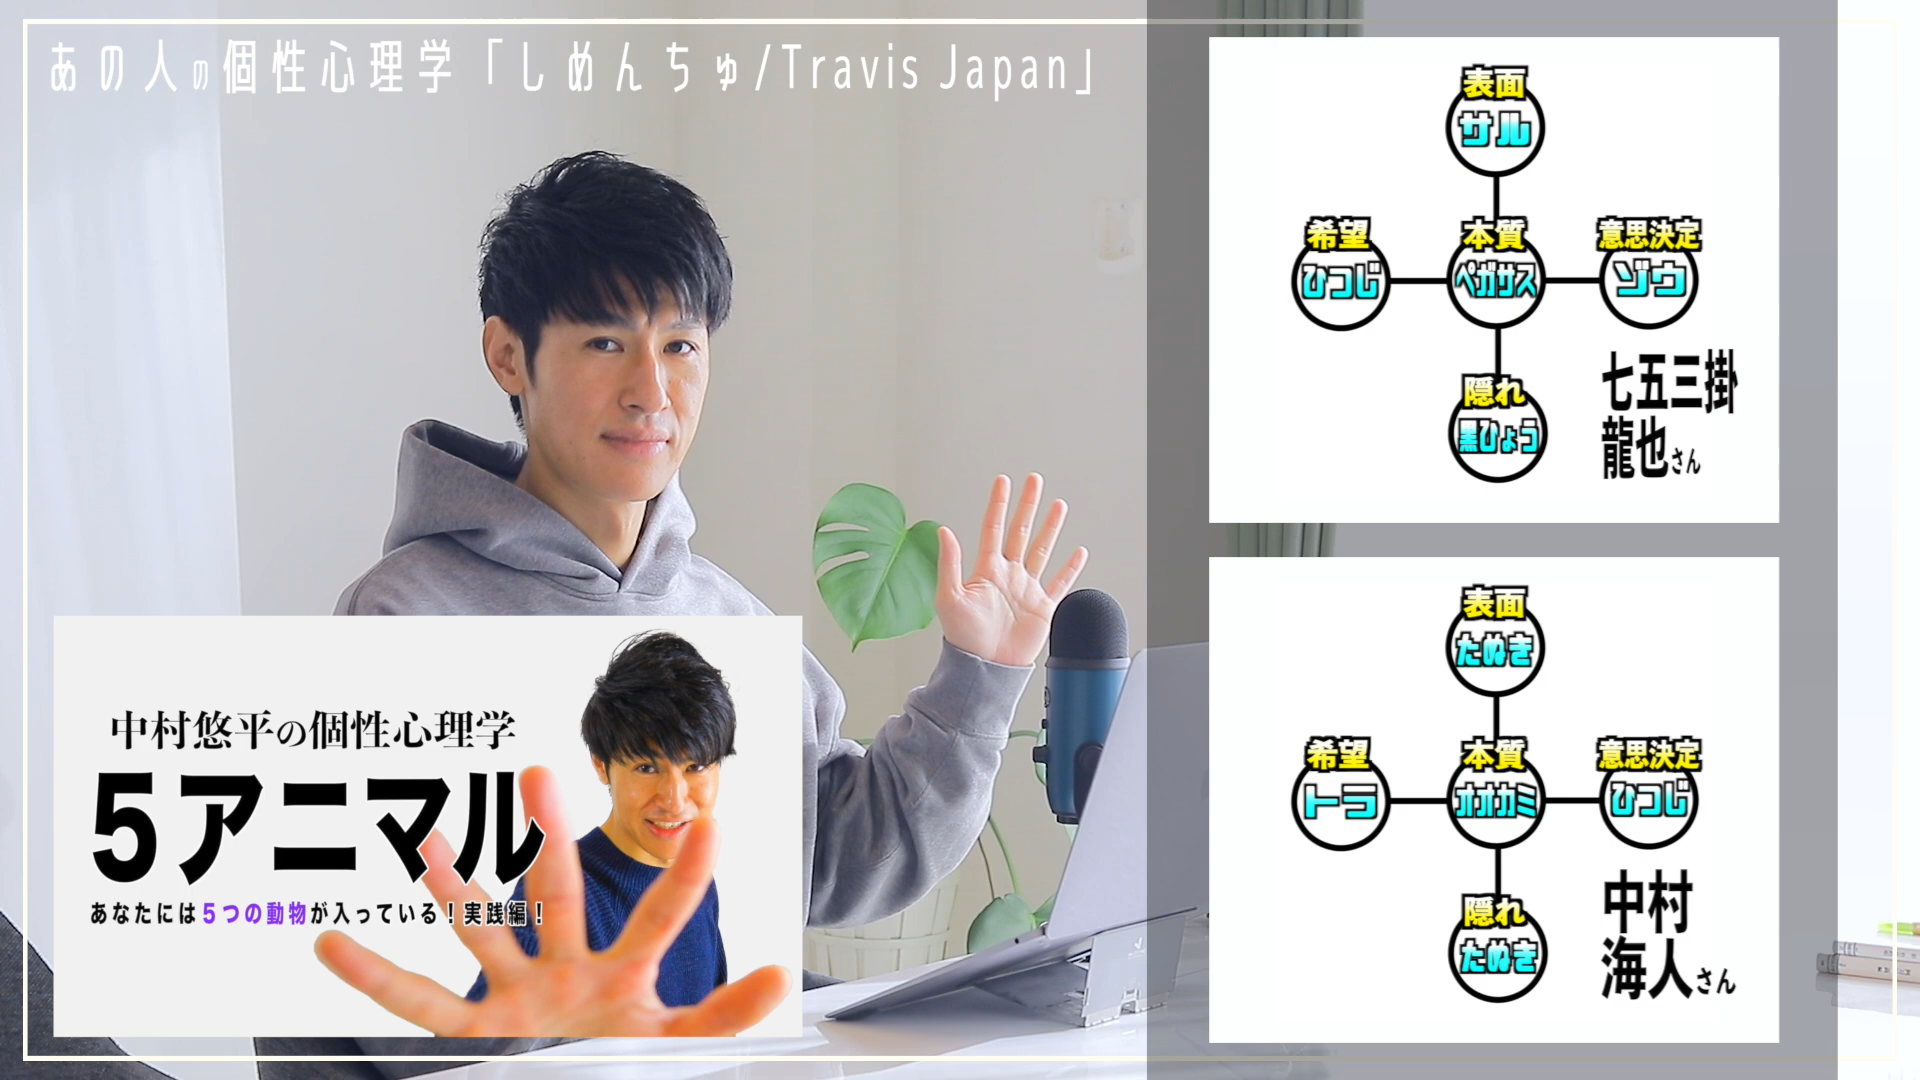 あの人の個性心理学「しめんちゅ/Travis Japan」
表面
サル
希望
ひつじ
本質
ペガサス
意思決定
ゾウ
隠れ
黒ひょう
七五三掛
龍也さん
中村悠平の個性心理学
5アニマル
あなたには5つの動物が入っている!実践編!
表面
たぬき
希望
トラ
本質
オオカミ
意思決定
ひつじ
隠れ
たぬき
中村
海人さん